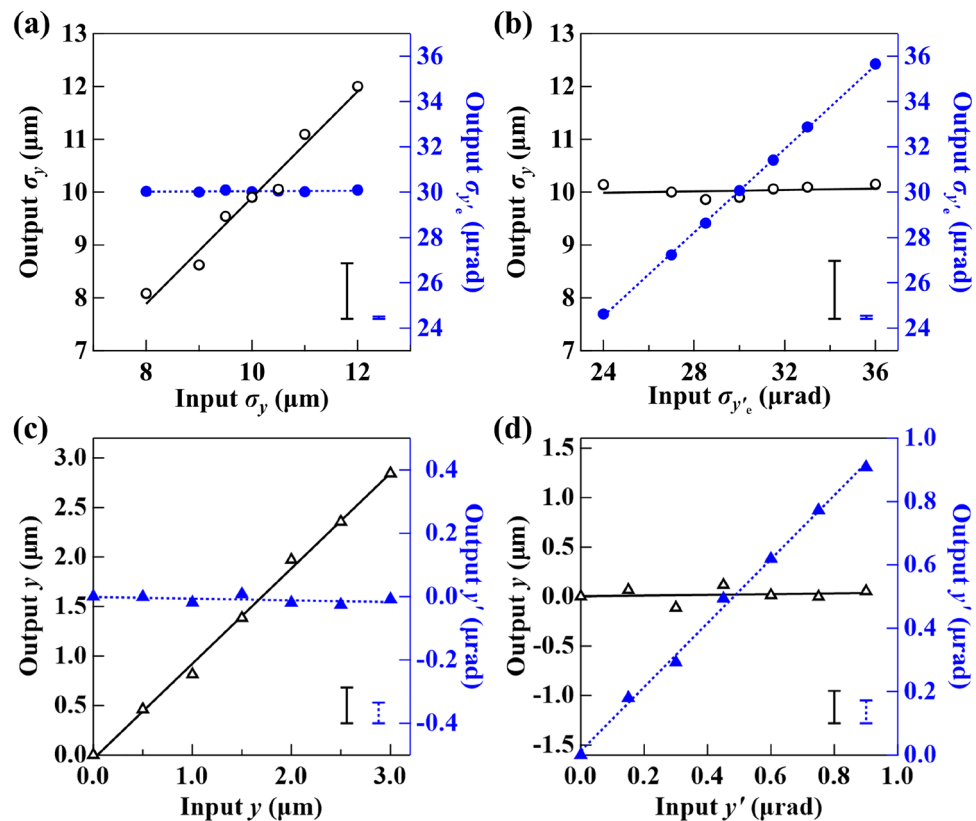 (a)
13
12
11
10
9
8
7
Output σy (μm)
36
34
32
30
28
26
24
Output σy′e (μrad)
8 10 12
Input σy (μm)
(b)
13
12
11
10
9
8
7
Output σy (μm)
36
34
32
30
28
26
24
Output σy′e (μrad)
24 28 32 36
Input σy′e (μrad)
(c)
3.0
2.5
2.0
1.5
1.0
0.5
0.0
Output y (μm)
0.4
0.2
0.0
-0.2
-0.4
Output y′ (μrad)
0.0 1.0 2.0 3.0
Input y (μm)
(d)
1.5
1.0
0.5
0.0
-0.5
-1.0
-1.5
Output y (μm)
1.0
0.8
0.6
0.4
0.2
0.0
Output y′ (μrad)
0.0 0.2 0.4 0.6 0.8 1.0
Input y′ (μrad)